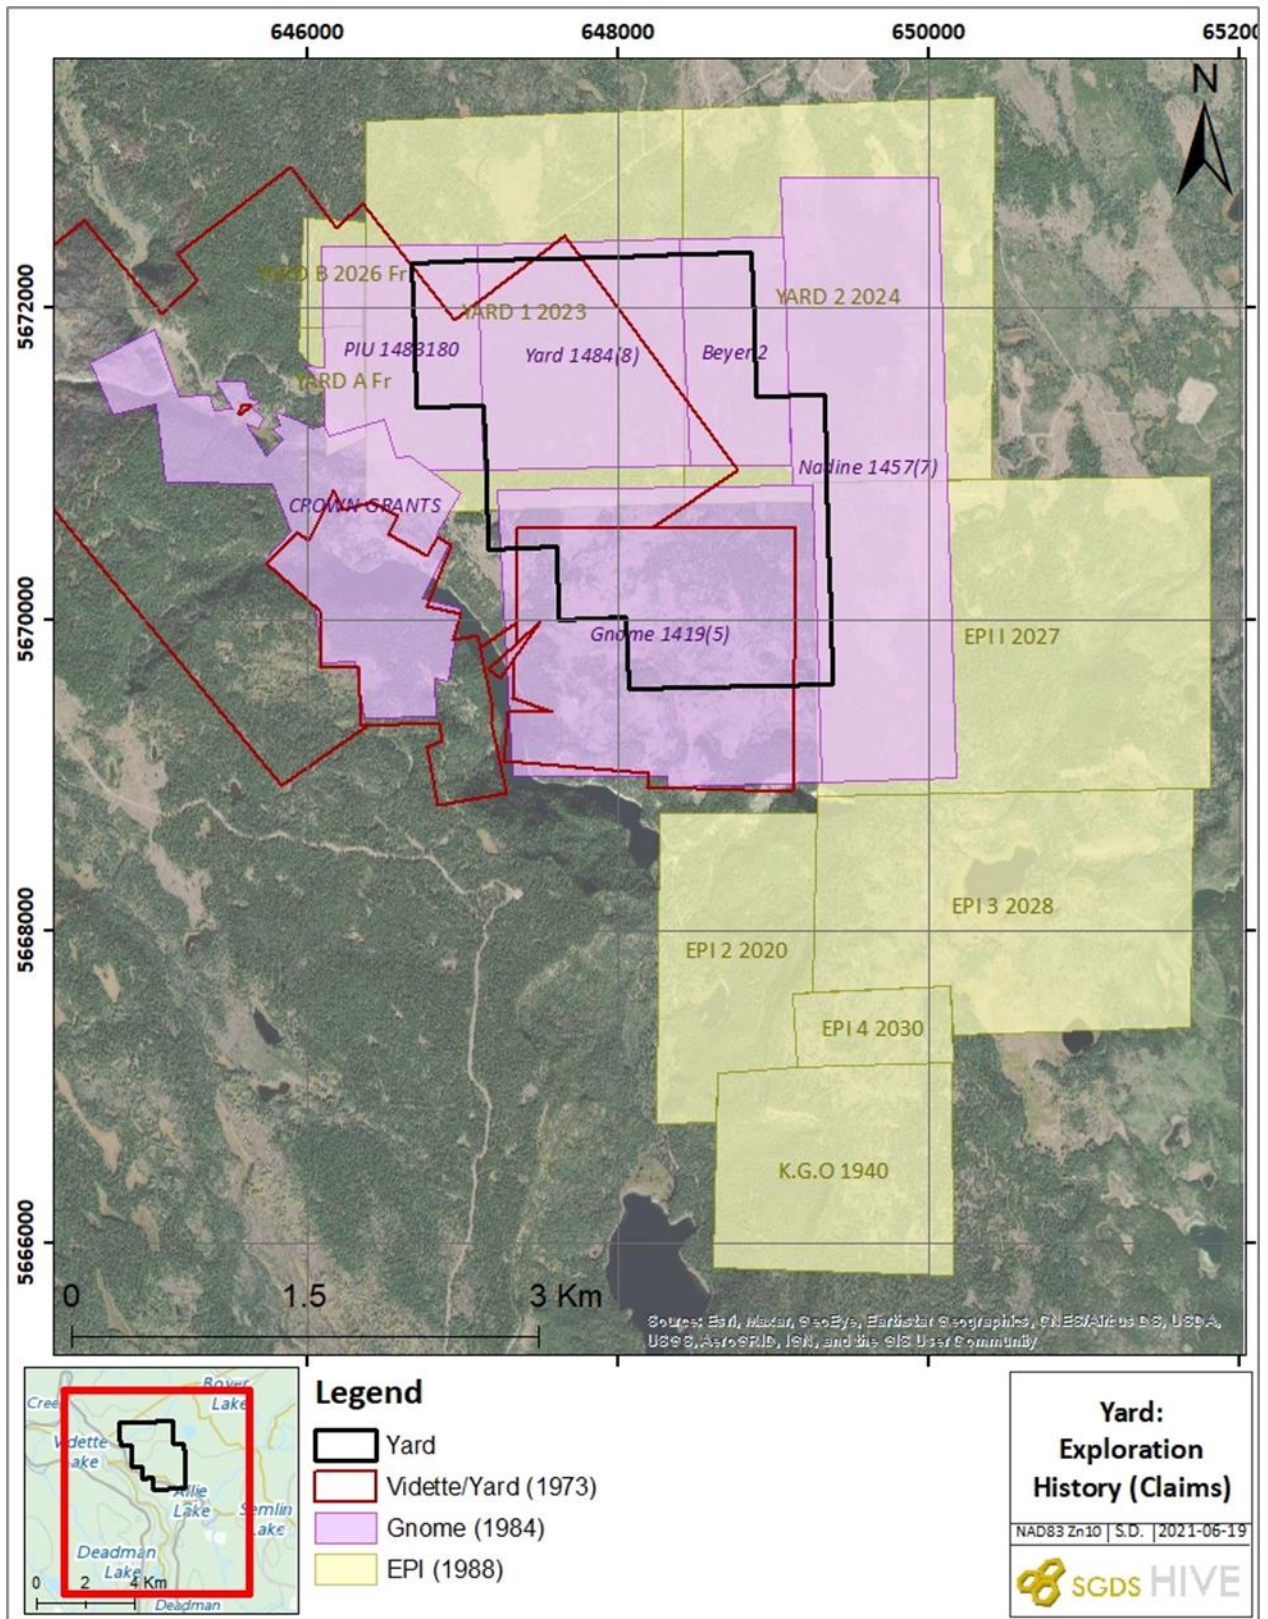 646000 648000 650000 6520
N
5672000
5670000
5668000
5666000
B 2026 Fr
YARD 2 2024
YARD 1 2023
PIU 1483180
Yard 1484(8)
Beyer 2
YARD A Fr
Nadine 1457(7)
CROWN GRANTS
Gnome 1419(5)
EPI I 2027
EPI 3 2028
EPI 2 2020
EPI 4 2030
K.G.O 1940
0 1.5 3 Km
Source: Esri, Maxar, GeoEye, Earthstar Geographics, CNES/Airbus DS, USDA,
USGS, AeroGRID, IGN, and the GIS User Community
Legend
Yard
Vidette/Yard (1973)
Gnome (1984)
EPI (1988)
Cree
Lake
Lake
Allie
Lake
Semlin
Lake
Deadman
Lake
0 2 4 Km
Deadman
Yard:
Exploration
History (Claims)
NAD83 Zn10 S.D. 2021-06-19
SGDS HIVE